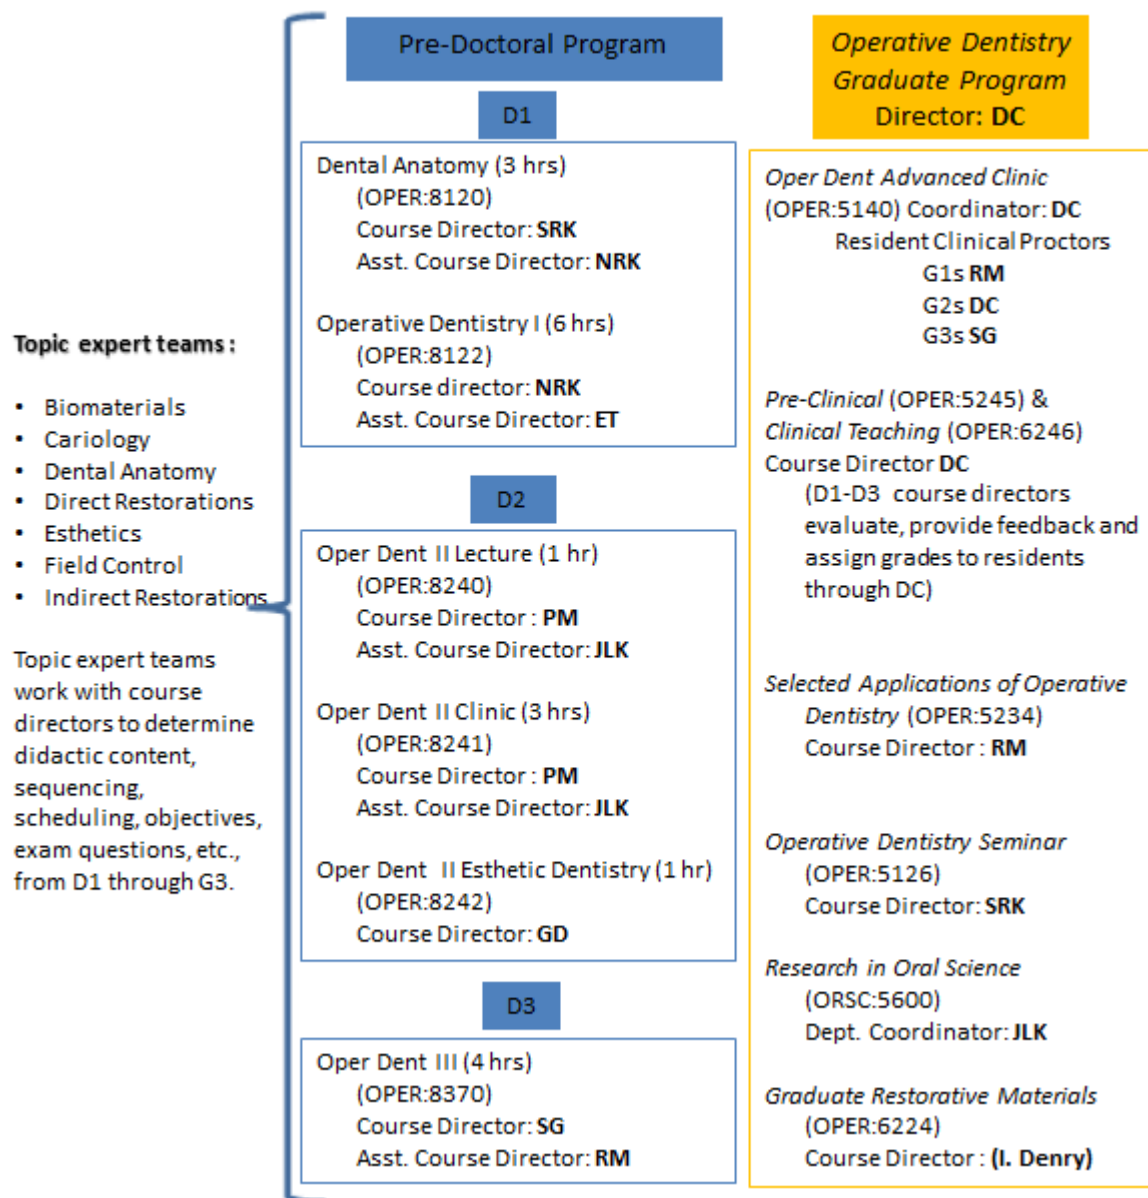 Topic expert teams :
• Biomaterials
• Cariology
• Dental Anatomy
• Direct Restorations
• Esthetics
• Field Control
• Indirect Restorations
Topic expert teams
work with course
directors to determine
didactic content,
sequencing,
scheduling, objectives,
exam questions, etc.,
from D1 through G3.
Pre-Doctoral Program
D1
Dental Anatomy (3 hrs)
(OPER:8120)
Course Director: SRK
Asst. Course Director: NRK
Operative Dentistry I (6 hrs)
(OPER:8122)
Course director: NRK
Asst. Course Director: ET
D2
Oper Dent II Lecture (1 hr)
(OPER:8240)
Course Director : PM
Asst. Course Director: JLK
Oper Dent II Clinic (3 hrs)
(OPER:8241)
Course Director : PM
Asst. Course Director: JLK
Oper Dent II Esthetic Dentistry (1 hr)
(OPER:8242)
Course Director: GD
D3
Oper Dent III (4 hrs)
(OPER:8370)
Course Director: SG
Asst. Course Director: RM
Operative Dentistry
Graduate Program
Director: DC
Oper Dent Advanced Clinic
(OPER:5140) Coordinator: DC
Resident Clinical Proctors
G1s RM
G2s DC
G3s SG
Pre-Clinical (OPER:5245) &
Clinical Teaching (OPER:6246)
Course Director DC
(D1-D3 course directors
evaluate, provide feedback and
assign grades to residents
through DC)
Selected Applications of Operative
Dentistry (OPER:5234)
Course Director : RM
Operative Dentistry Seminar
(OPER:5126)
Course Director: SRK
Research in Oral Science
(ORSC:5600)
Dept. Coordinator: JLK
Graduate Restorative Materials
(OPER:6224)
Course Director : (I. Denry)